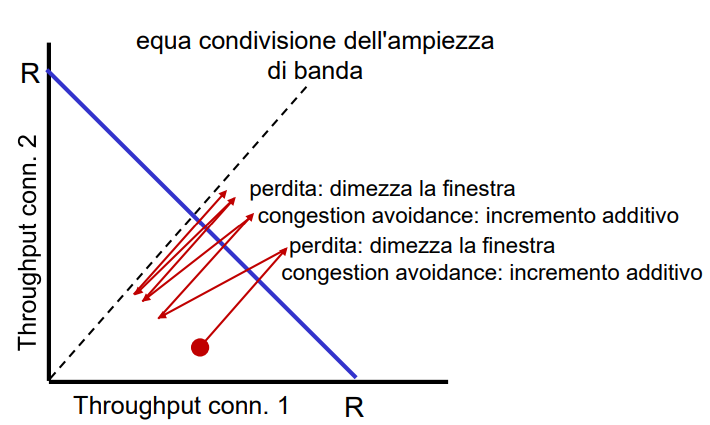 equa condivisione dell'ampiezza
di banda
R
Throughput conn. 2
perdita: dimezza la finestra
congestion avoidance: incremento additivo
perdita: dimezza la finestra
congestion avoidance: incremento additivo
Throughput conn. 1
R